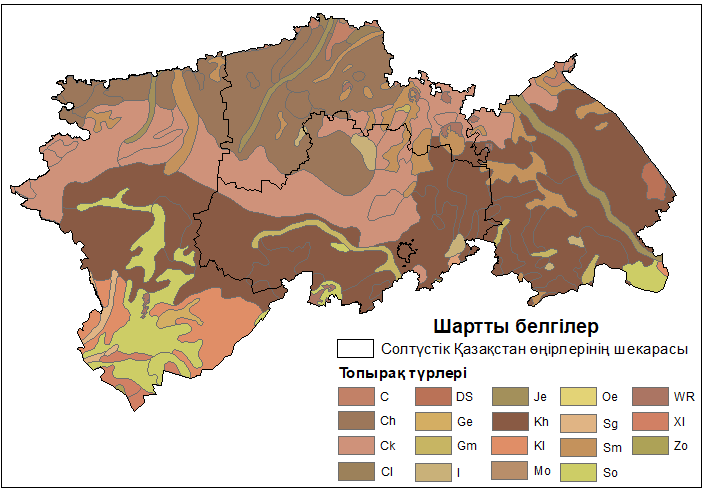 Шартты белгілер
Солтүстік Қазақстан өңірлерінің шекарасы
Топырақ түрлері
C DS Je Oe WR
Ch Ge Kh Sg Xl
Ck Gm Kl Sm Zo
Cl I Mo So